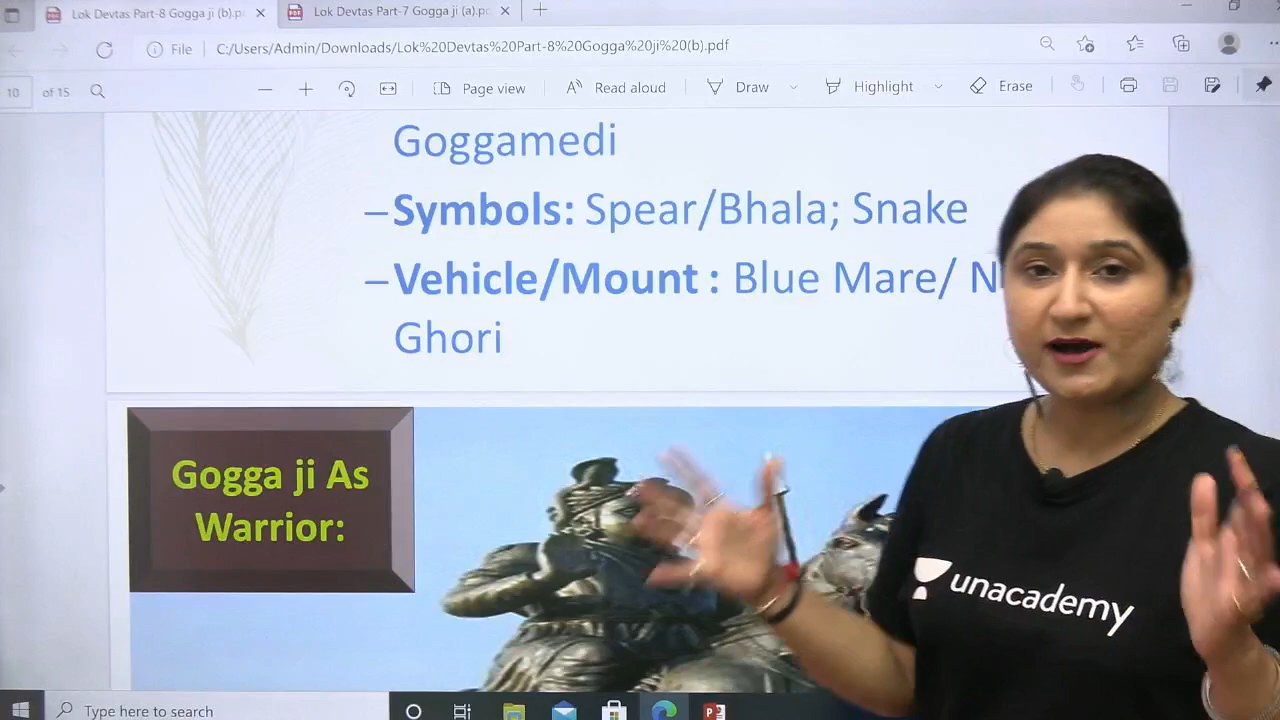 Lok Devtas Part-8 Gogga ji (b).p
Lok Devtas Part-7 Gogga ji (a).p
File
C:/Users/Admin/Downloads/Lok%20Devtas%20Part-8%20Gogga%20ji%20(b).pdf
10 of 15
Page view
Read aloud
Draw
Highlight
Erase
Goggamedi
–Symbols: Spear/Bhala; Snake
–Vehicle/Mount : Blue Mare/
Ghori
Gogga ji As
Warrior:
unacademy
Type here to search